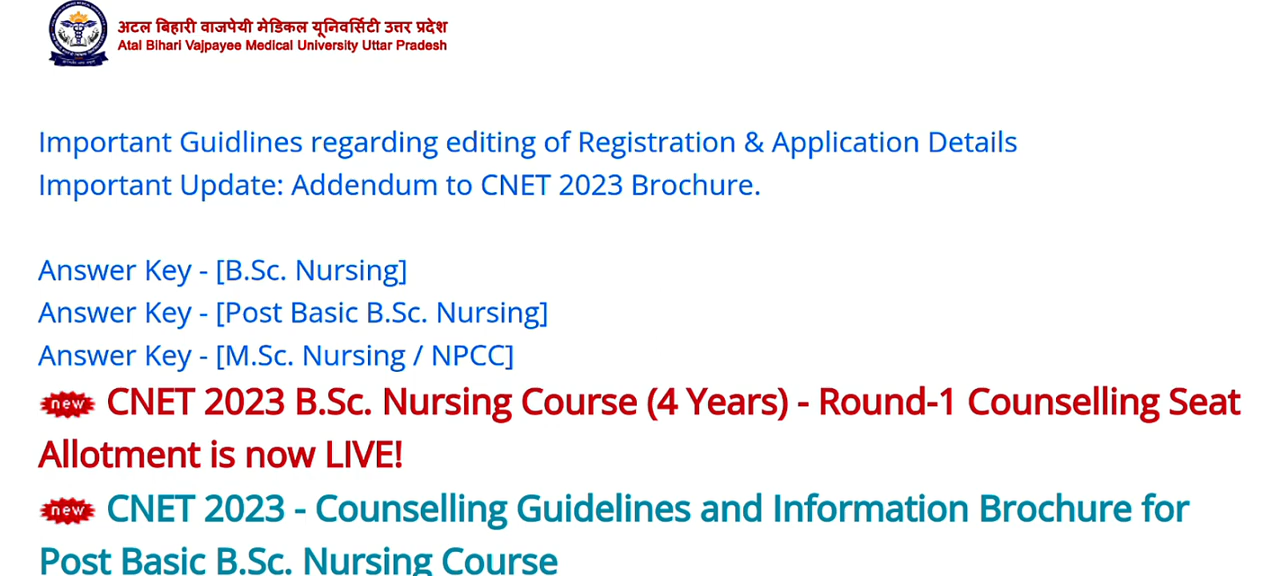 अटल बिहारी वाजपेयी मेडिकल यूनिवर्सिटी उत्तर प्रदेश
Atal Bihari Vajpayee Medical University Uttar Pradesh
Important Guidlines regarding editing of Registration & Application Details
Important Update: Addendum to CNET 2023 Brochure.
Answer Key - [B.Sc. Nursing]
Answer Key - [Post Basic B.Sc. Nursing]
Answer Key - [M.Sc. Nursing / NPCC]
new CNET 2023 B.Sc. Nursing Course (4 Years) - Round-1 Counselling Seat
Allotment is now LIVE!
new CNET 2023 - Counselling Guidelines and Information Brochure for
Post Basic B.Sc. Nursing Course